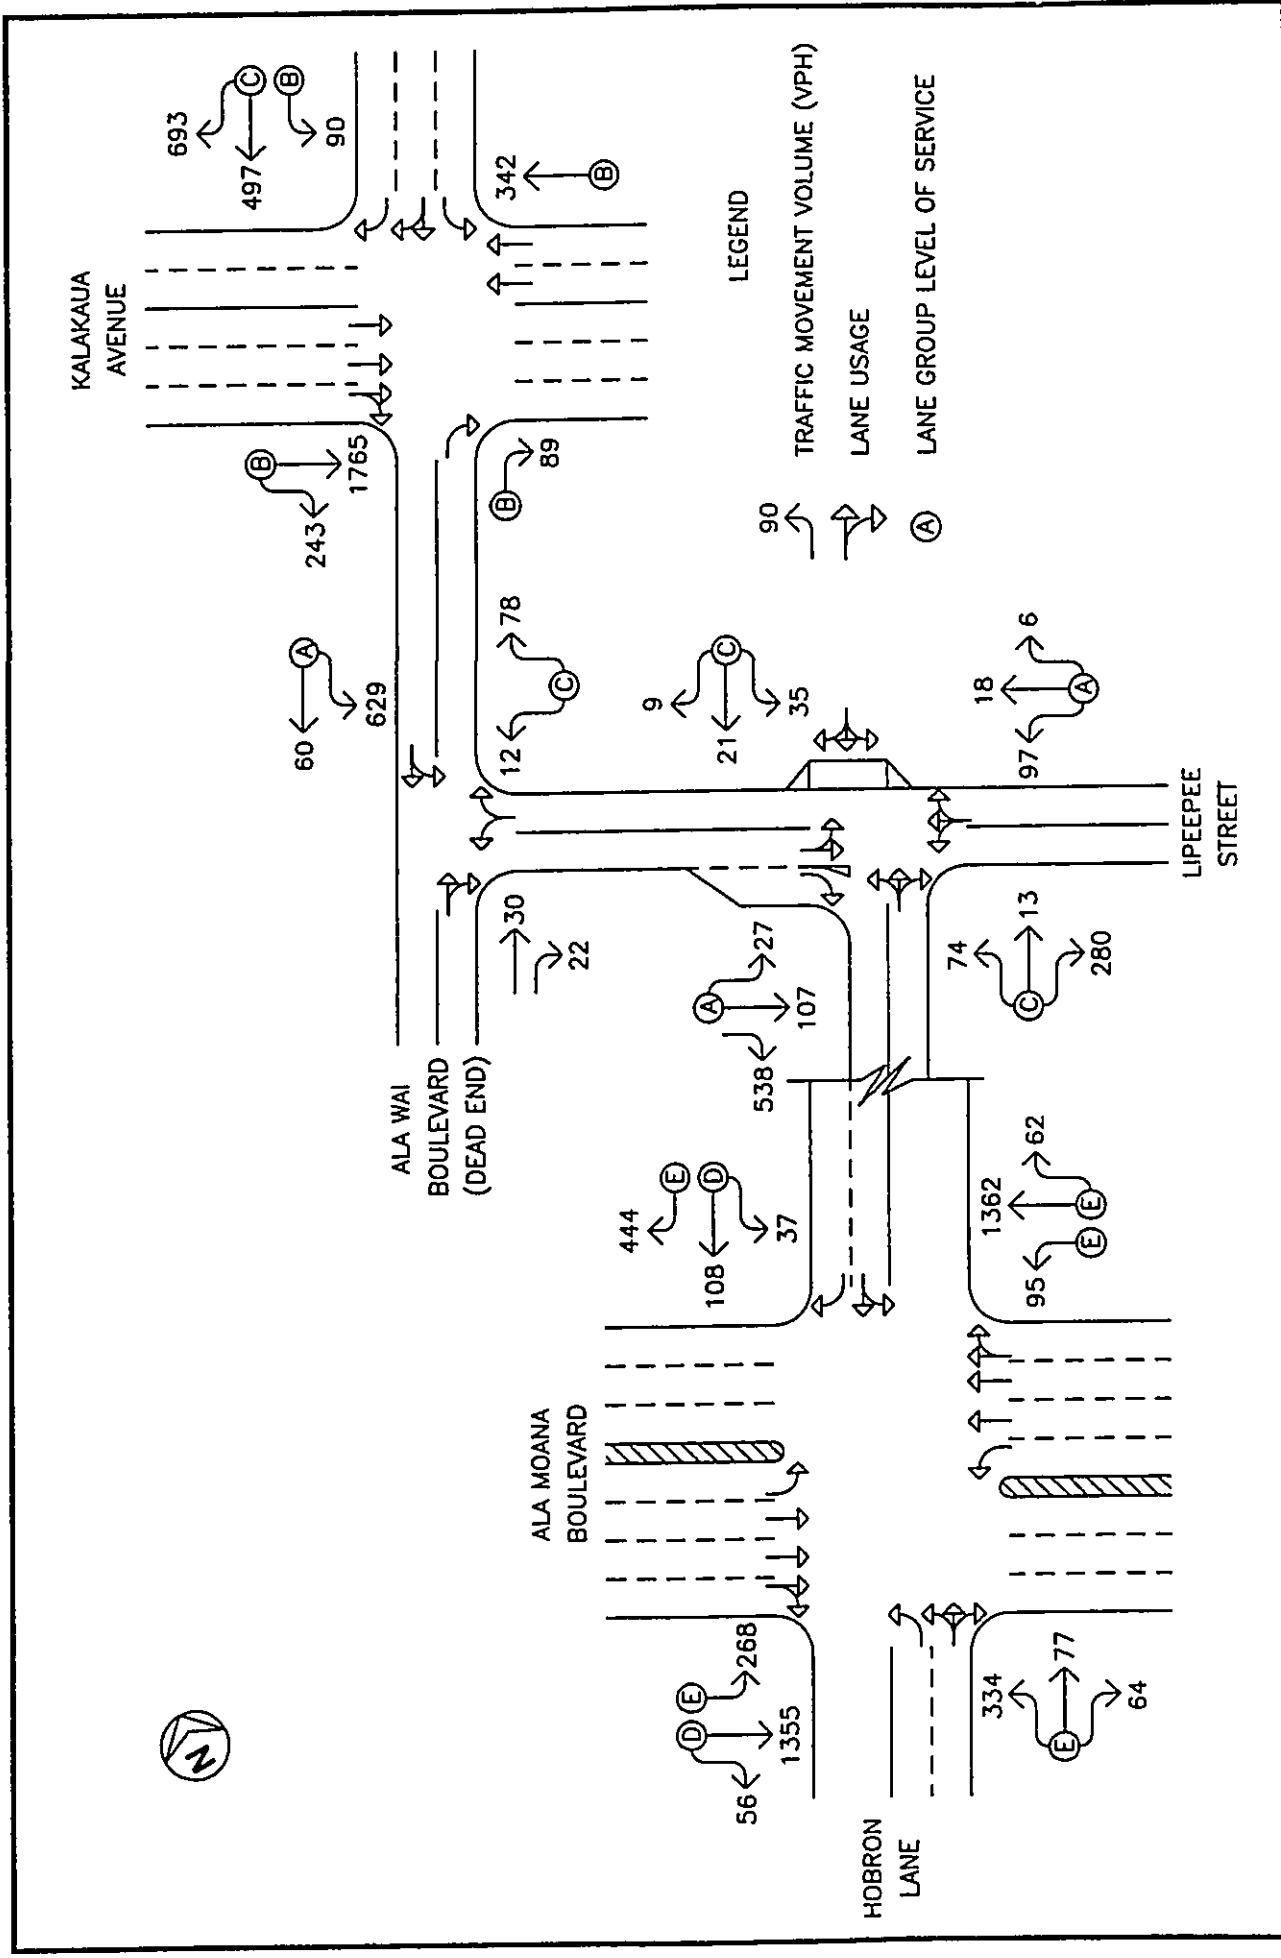 KALAKAUA
AVENUE
693
497
C
B
90
342
B
B
243
1765
B
89
LEGEND
90
TRAFFIC MOVEMENT VOLUME (VPH)
LANE USAGE
A
LANE GROUP LEVEL OF SERVICE
ALA WAI
BOULEVARD
(DEAD END)
60
A
629
12
78
C
30
22
9
C
21
35
A
27
107
538
18
97
6
A
LIPEEPEE
STREET
74
13
C
280
ALA MOANA
BOULEVARD
444
E
D
108
37
1362
62
95
E
E
D
E
268
56
1355
334
77
E
64
HOBRON
LANE
N